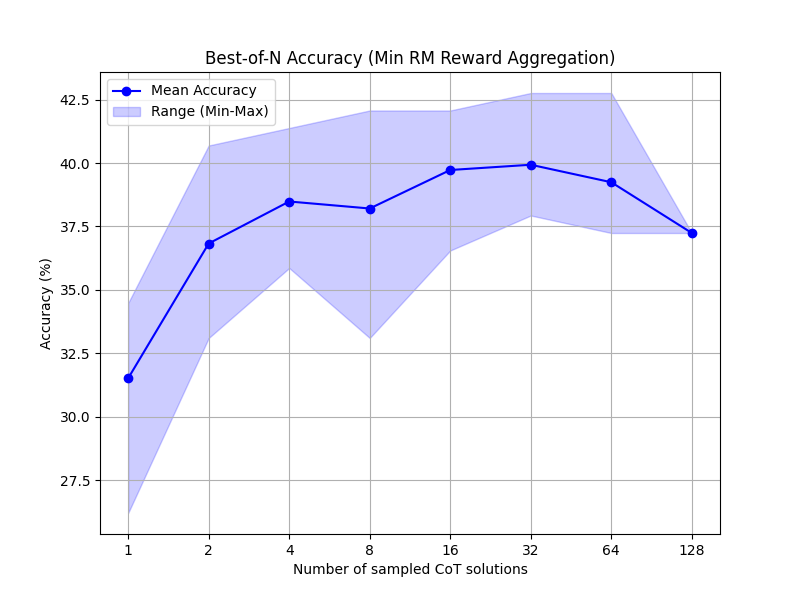 Best-of-N Accuracy (Min RM Reward Aggregation)
Mean Accuracy
Range (Min-Max)
Accuracy (%)
42.5
40.0
37.5
35.0
32.5
30.0
27.5
1 2 4 8 16 32 64 128
Number of sampled CoT solutions